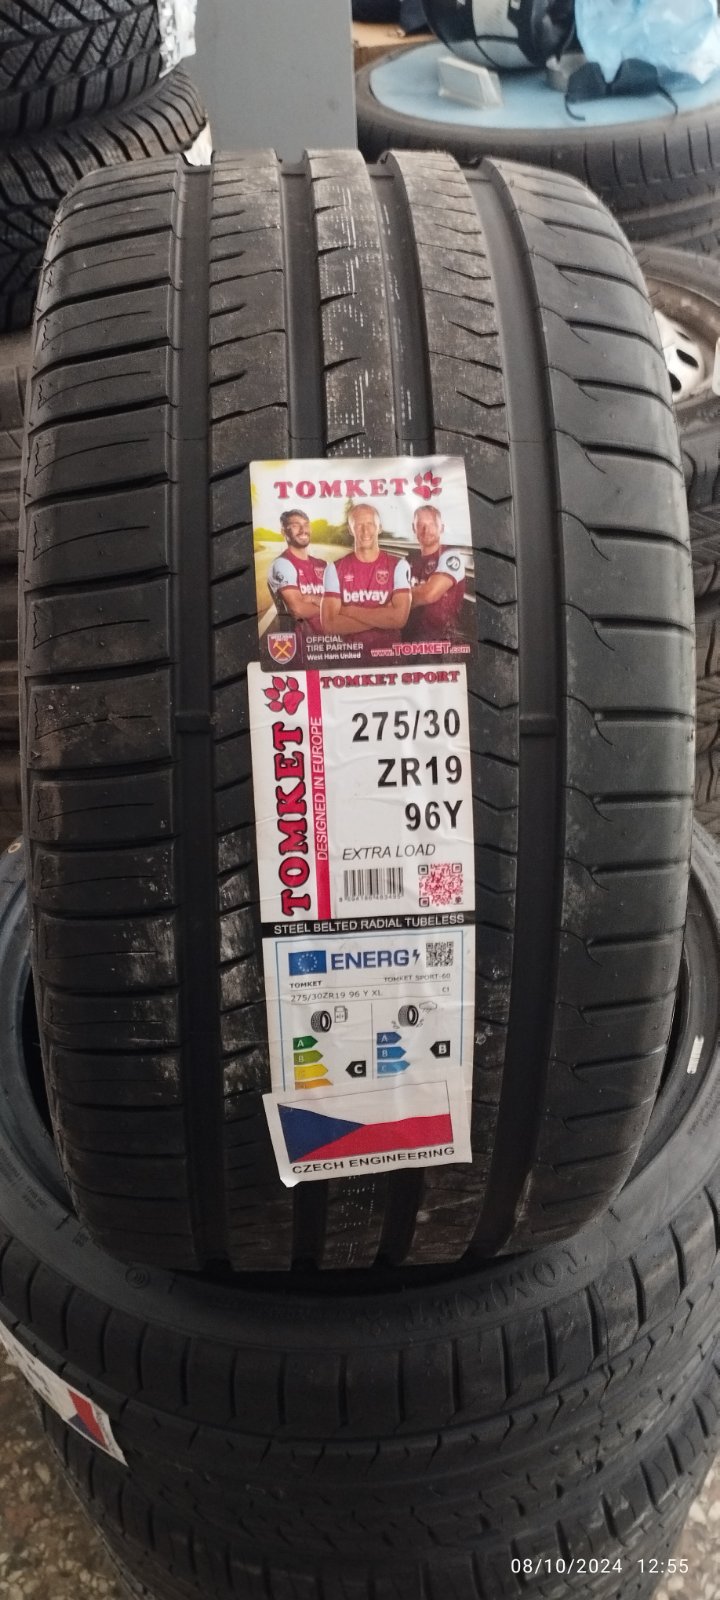 TOMKET
betway
betway
OFFICIAL
TIRE PARTNER
West Ham United
www.TOMKET.com
TOMKET SPORT
TOMKET
DESIGNED IN EUROPE
275/30
ZR19
96Y
EXTRA LOAD
STEEL BELTED RADIAL TUBELESS
ENERG
TOMKET
TOMKET SPORT-60
275/30ZR19 96 Y XL
C1
A
B
C
C
A
B
C
B
CZECH ENGINEERING
TOMKET
08/10/2024 12:55